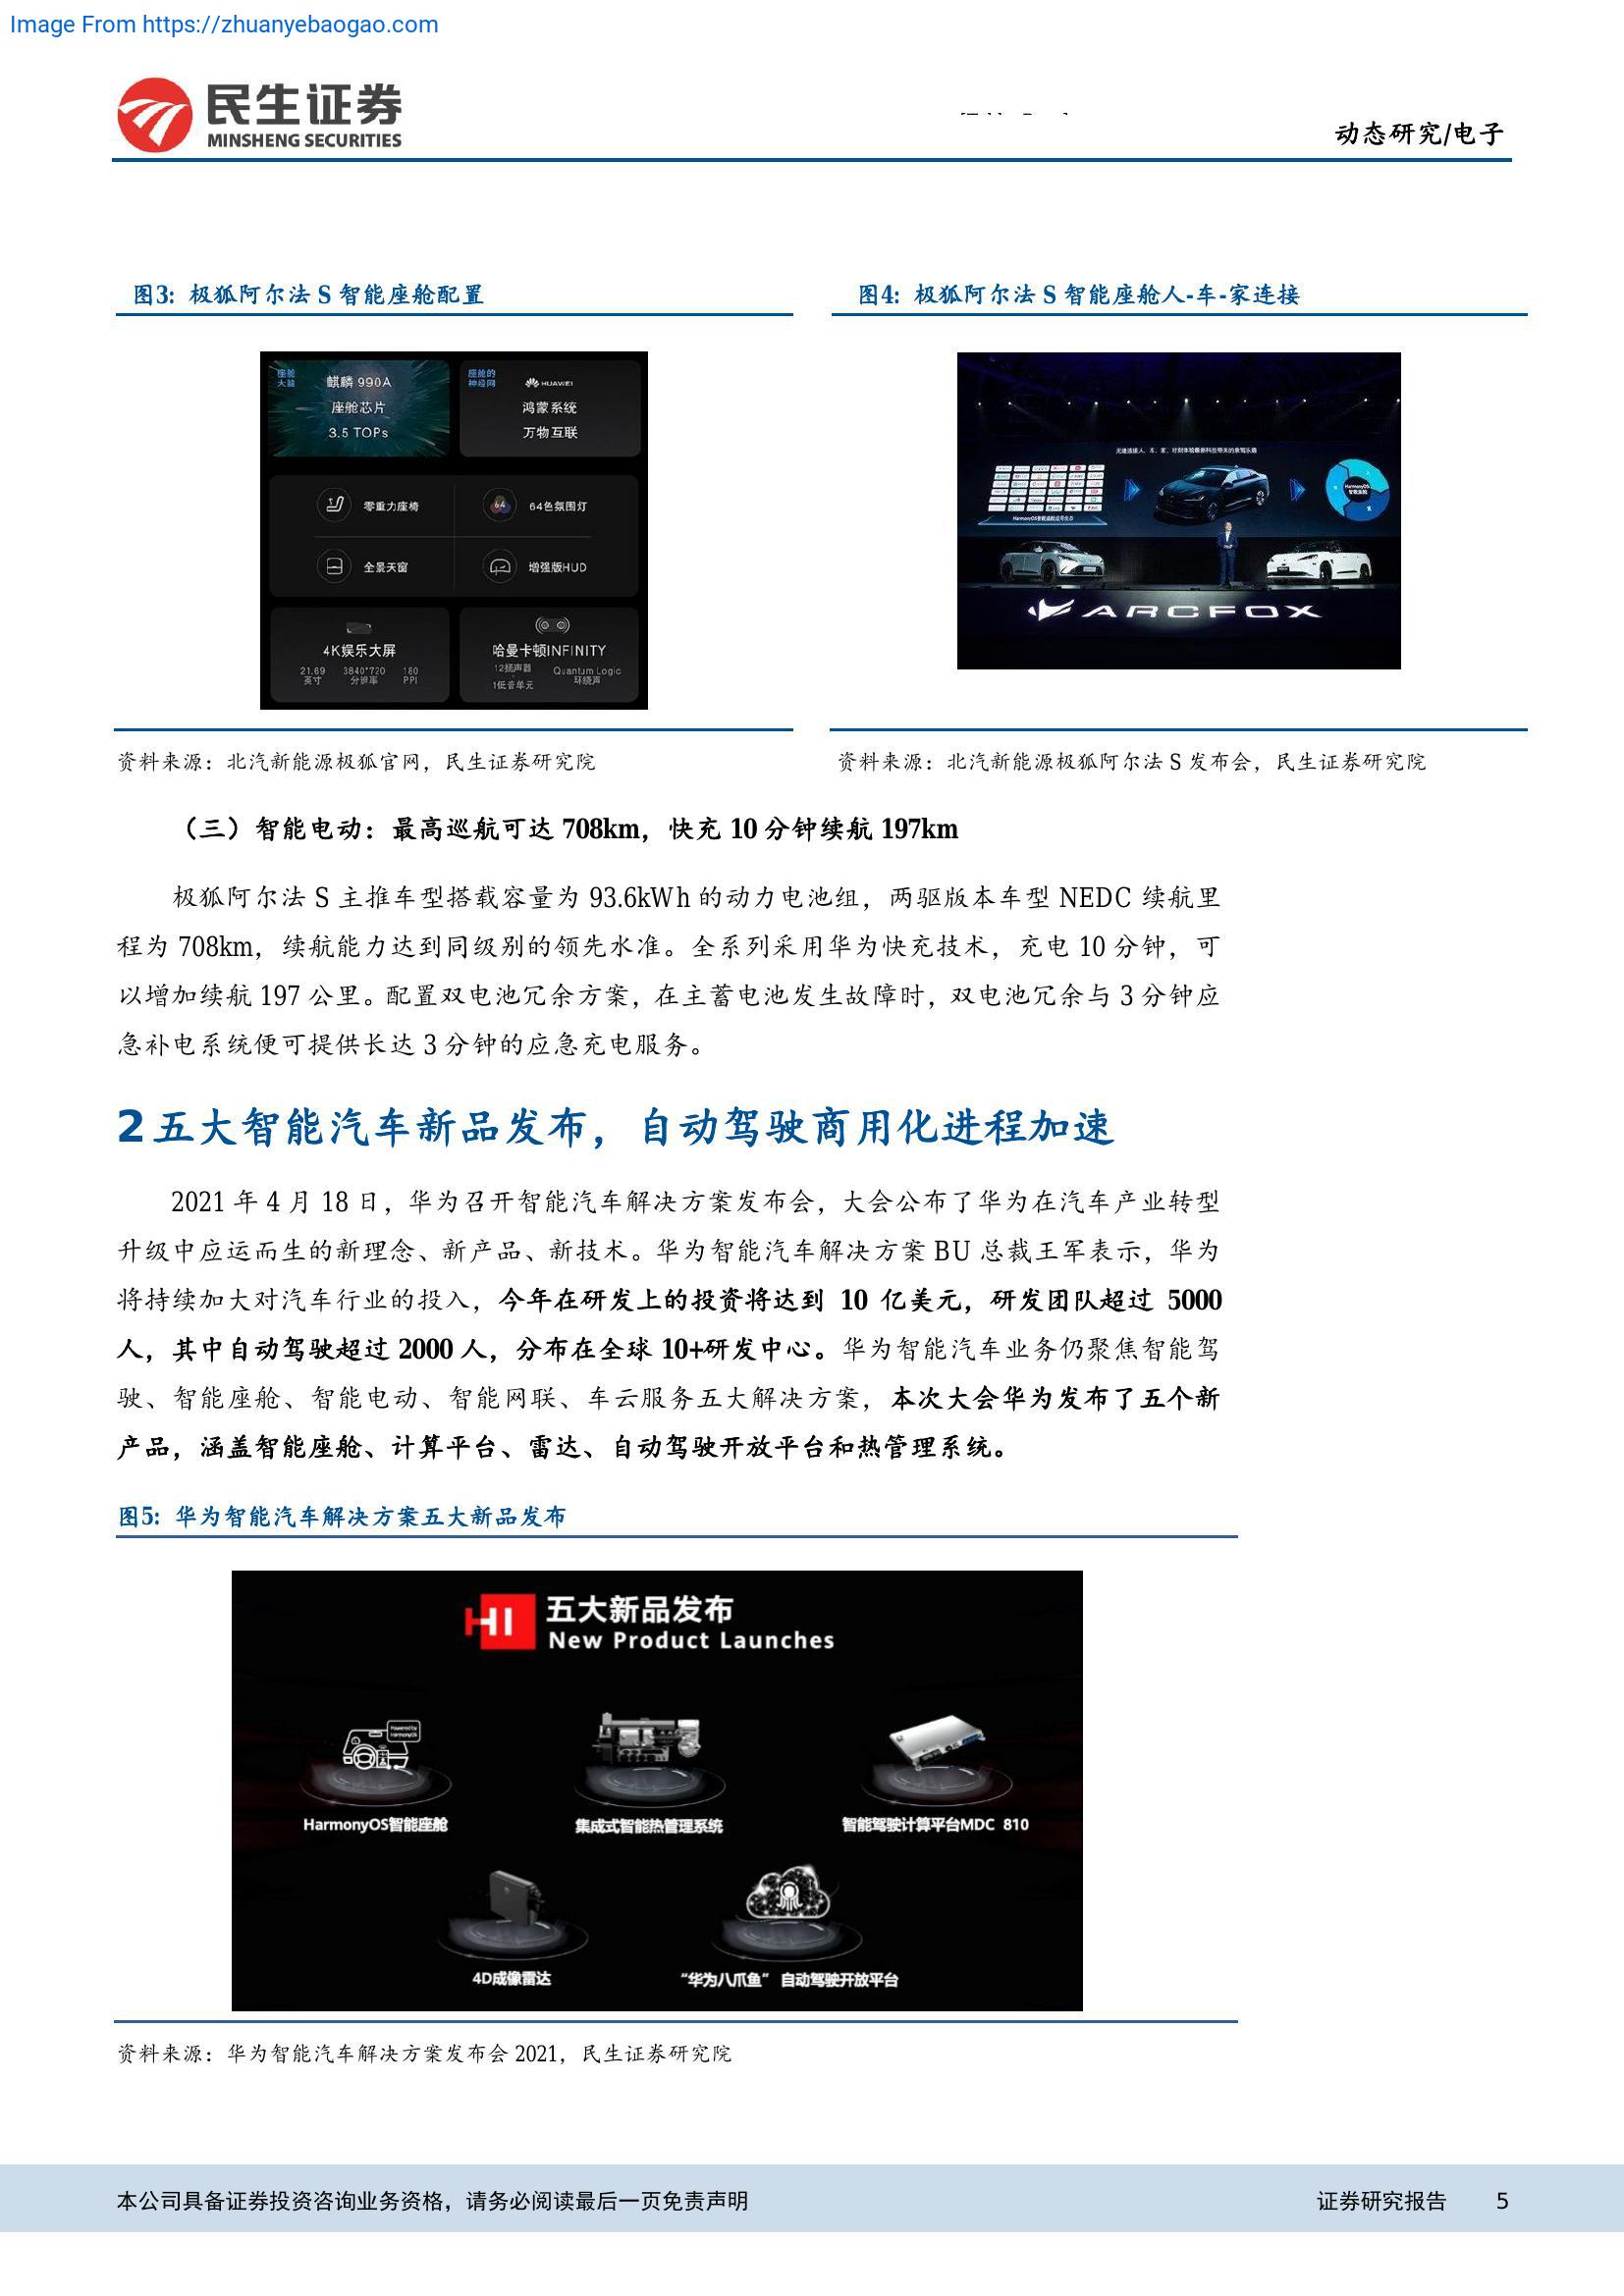 Image From https://zhuanyebaogao.com
民生证券
MINSHENG SECURITIES
动态研究/电子
图3: 极狐阿尔法 S 智能座舱配置
座舱
大脑
麒麟 990A
座舱芯片
3.5 TOPs
座舱的
神经网
HUAWEI
鸿蒙系统
万物互联
零重力座椅
64色氛围灯
全景天窗
增强版HUD
4K娱乐大屏
21.69 3840*720 180
英寸 分辨率 PPI
哈曼卡顿INFINITY
12扬声器 Quantum Logic
1低音单元 环绕声
图4: 极狐阿尔法 S 智能座舱人-车-家连接
HarmonyOS
智能座舱
ARCFOX
资料来源：北汽新能源极狐官网，民生证券研究院
资料来源：北汽新能源极狐阿尔法 S 发布会，民生证券研究院
（三）智能电动：最高巡航可达 708km，快充 10 分钟续航 197km
极狐阿尔法 S 主推车型搭载容量为 93.6kWh 的动力电池组，两驱版本车型 NEDC 续航里
程为 708km，续航能力达到同级别的领先水准。全系列采用华为快充技术，充电 10 分钟，可
以增加续航 197 公里。配置双电池冗余方案，在主蓄电池发生故障时，双电池冗余与 3 分钟应
急补电系统便可提供长达 3 分钟的应急充电服务。
2 五大智能汽车新品发布，自动驾驶商用化进程加速
2021 年 4 月 18 日，华为召开智能汽车解决方案发布会，大会公布了华为在汽车产业转型
升级中应运而生的新理念、新产品、新技术。华为智能汽车解决方案 BU 总裁王军表示，华为
将持续加大对汽车行业的投入，今年在研发上的投资将达到 10 亿美元，研发团队超过 5000
人，其中自动驾驶超过 2000 人，分布在全球 10+研发中心。华为智能汽车业务仍聚焦智能驾
驶、智能座舱、智能电动、智能网联、车云服务五大解决方案，本次大会华为发布了五个新
产品，涵盖智能座舱、计算平台、雷达、自动驾驶开放平台和热管理系统。
图5: 华为智能汽车解决方案五大新品发布
HI 五大新品发布
New Product Launches
Powered by
HarmonyOS
HarmonyOS智能座舱
集成式智能热管理系统
智能驾驶计算平台MDC 810
4D成像雷达
“华为八爪鱼” 自动驾驶开放平台
资料来源：华为智能汽车解决方案发布会 2021，民生证券研究院
本公司具备证券投资咨询业务资格，请务必阅读最后一页免责声明
证券研究报告 5